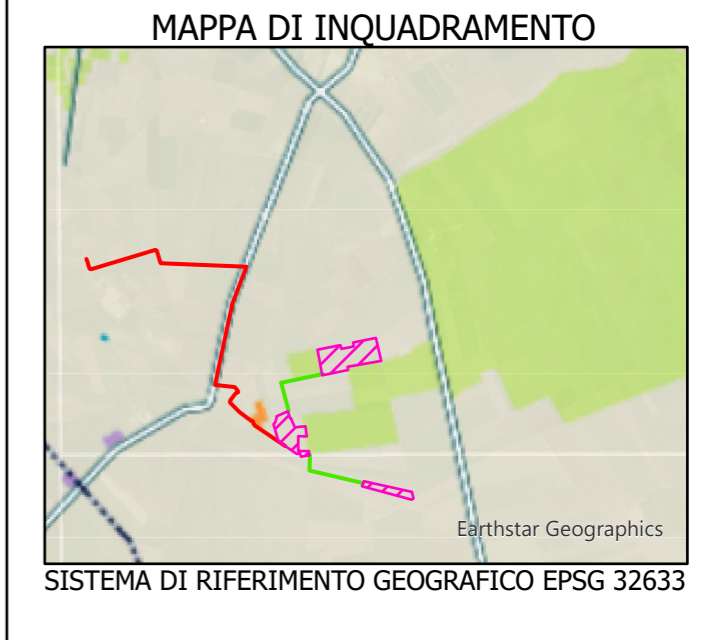 MAPPA DI INQUADRAMENTO
Earthstar Geographics
SISTEMA DI RIFERIMENTO GEOGRAFICO EPSG 32633